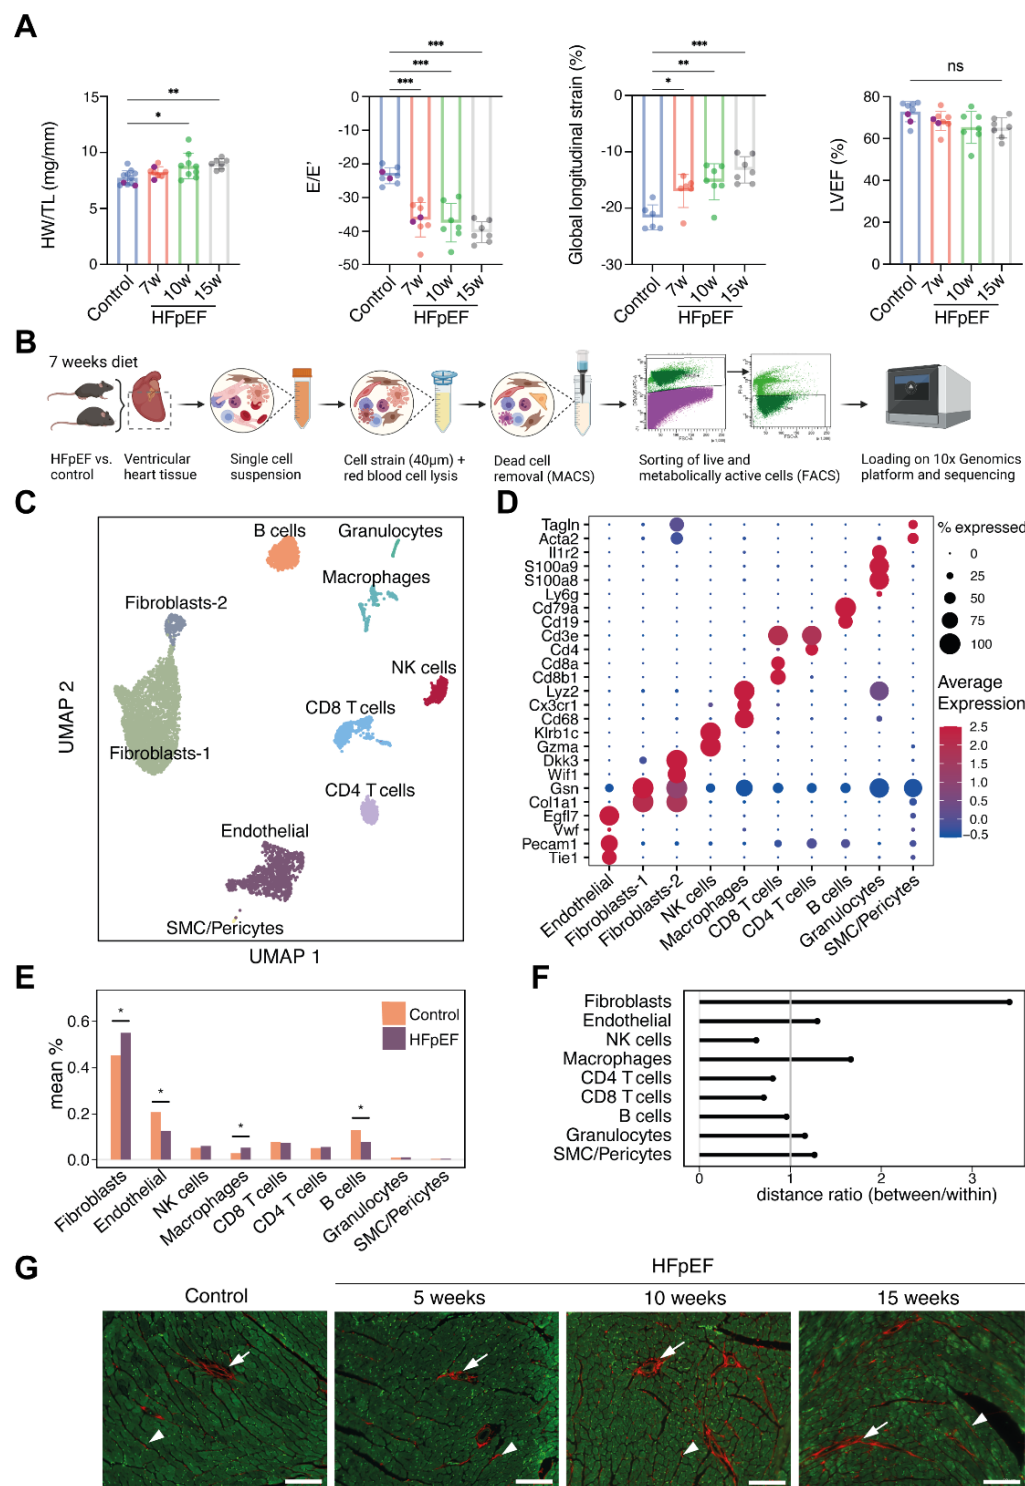 A
HW/TL (mg/mm)
15
10
5
0
**
*
Control
7w
10w
15w
HFpEF
E/E'
0
-10
-20
-30
-40
-50
***
***
***
Control
7w
10w
15w
HFpEF
Global longitudinal strain (%)
0
-10
-20
-30
***
**
*
Control
7w
10w
15w
HFpEF
LVEF (%)
80
60
40
20
0
ns
Control
7w
10w
15w
HFpEF
B
7 weeks diet
HFpEF vs.
control
Ventricular
heart tissue
Single cell
suspension
Cell strain (40µm) +
red blood cell lysis
Dead cell
removal (MACS)
Sorting of live and
metabolically active cells (FACS)
Loading on 10x Genomics
platform and sequencing
C
B cells
Granulocytes
Macrophages
Fibroblasts-2
NK cells
CD8 T cells
Fibroblasts-1
CD4 T cells
Endothelial
SMC/Pericytes
UMAP 2
UMAP 1
D
Tagln
Acta2
Il1r2
S100a9
S100a8
Ly6g
Cd79a
Cd19
Cd3e
Cd4
Cd8a
Cd8b1
Lyz2
Cx3cr1
Cd68
Klrb1c
Gzma
Dkk3
Wif1
Gsn
Col1a1
Egfl7
Vwf
Pecam1
Tie1
Endothelial
Fibroblasts-1
Fibroblasts-2
NK cells
Macrophages
CD8 T cells
CD4 T cells
B cells
Granulocytes
SMC/Pericytes
% expressed
0
25
50
75
100
Average
Expression
2.5
2.0
1.5
1.0
0.5
0.0
-0.5
E
mean %
0.6
0.4
0.2
0.0
*
*
*
*
Control
HFpEF
Fibroblasts
Endothelial
NK cells
Macrophages
CD8 T cells
CD4 T cells
B cells
Granulocytes
SMC/Pericytes
F
Fibroblasts
Endothelial
NK cells
Macrophages
CD4 T cells
CD8 T cells
B cells
Granulocytes
SMC/Pericytes
0
1
2
3
distance ratio (between/within)
G
HFpEF
Control
5 weeks
10 weeks
15 weeks